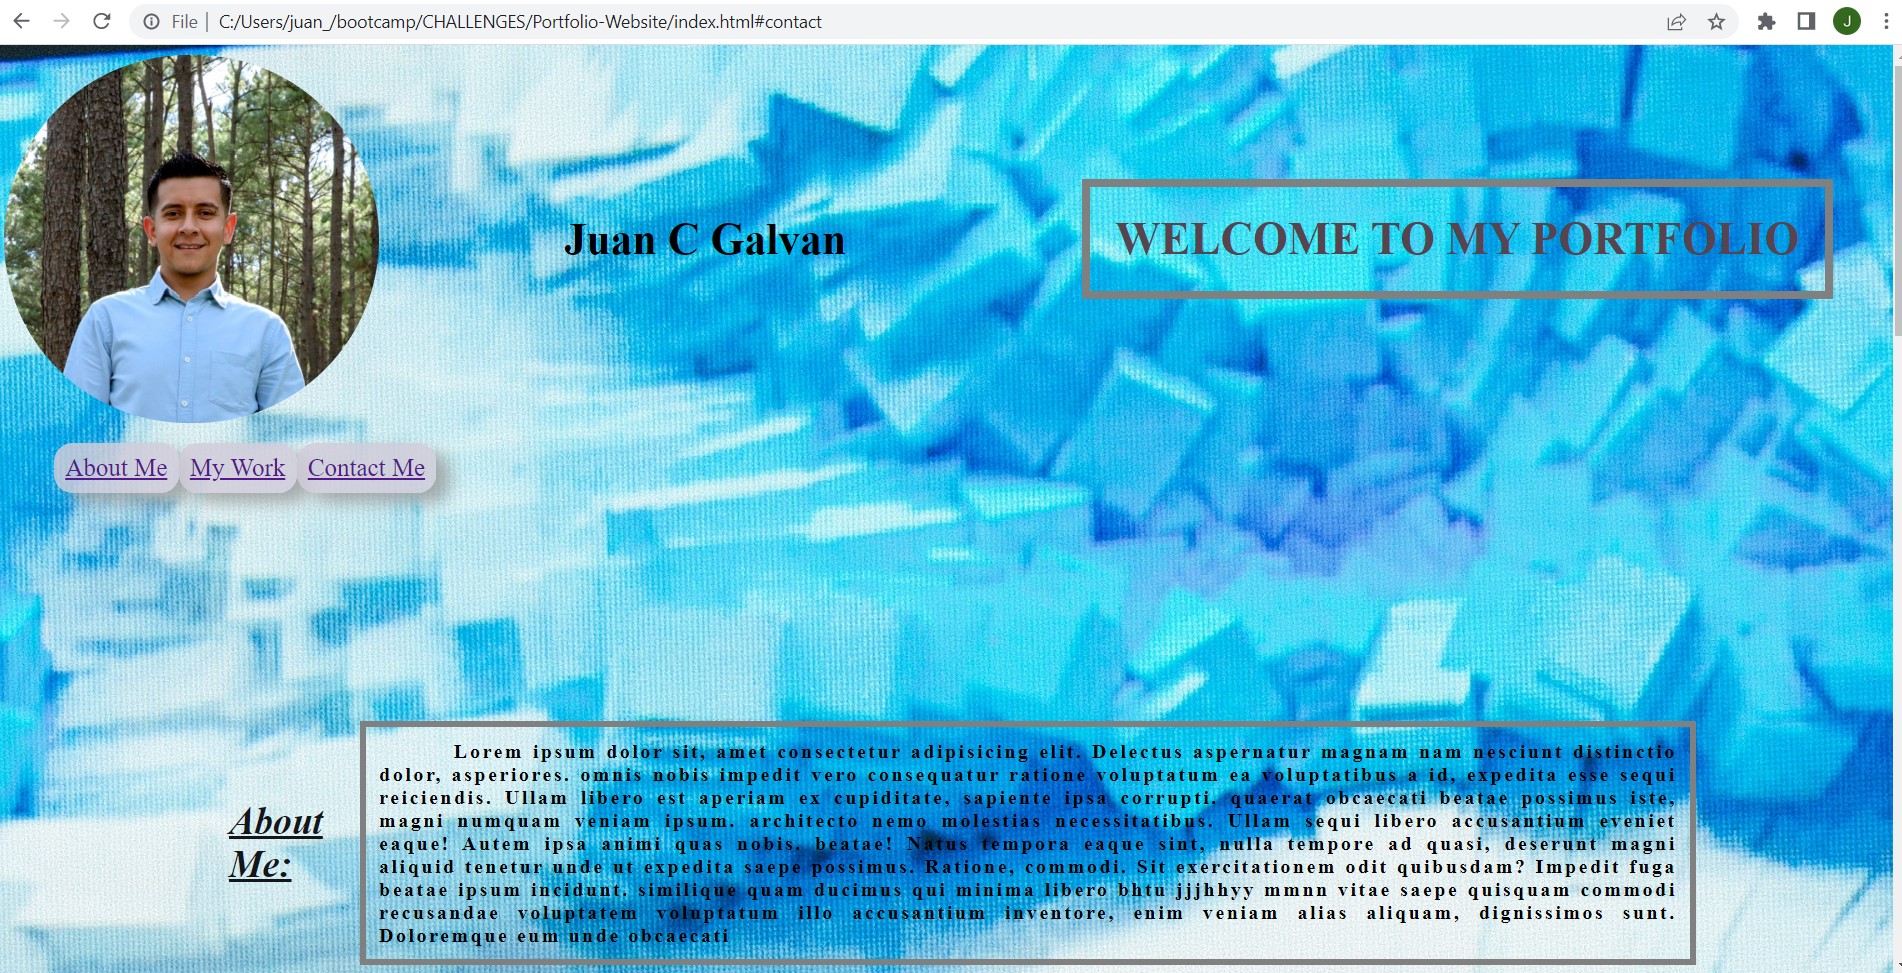 File | C:/Users/juan_/bootcamp/CHALLENGES/Portfolio-Website/index.html#contact
J
Juan C Galvan
WELCOME TO MY PORTFOLIO
About Me My Work Contact Me
About
Me:
Lorem ipsum dolor sit, amet consectetur adipisicing elit. Delectus aspernatur magnam nam nesciunt distinctio
dolor, asperiores. omnis nobis impedit vero consequatur ratione voluptatum ea voluptatibus a id, expedita esse sequi
reiciendis. Ullam libero est aperiam ex cupiditate, sapiente ipsa corrupti. quaerat obcaecati beatae possimus iste,
magni numquam veniam ipsum. architecto nemo molestias necessitatibus. Ullam sequi libero accusantium eveniet
eaque! Autem ipsa animi quas nobis. beatae! Natus tempora eaque sint, nulla tempore ad quasi, deserunt magni
aliquid tenetur unde ut expedita saepe possimus. Ratione, commodi. Sit exercitationem odit quibusdam? Impedit fuga
beatae ipsum incidunt. similique quam ducimus qui minima libero bhtu jjjhhyy mmnn vitae saepe quisquam commodi
recusandae voluptatem voluptatum illo accusantium inventore, enim veniam alias aliquam, dignissimos sunt.
Doloremque eum unde obcaecati